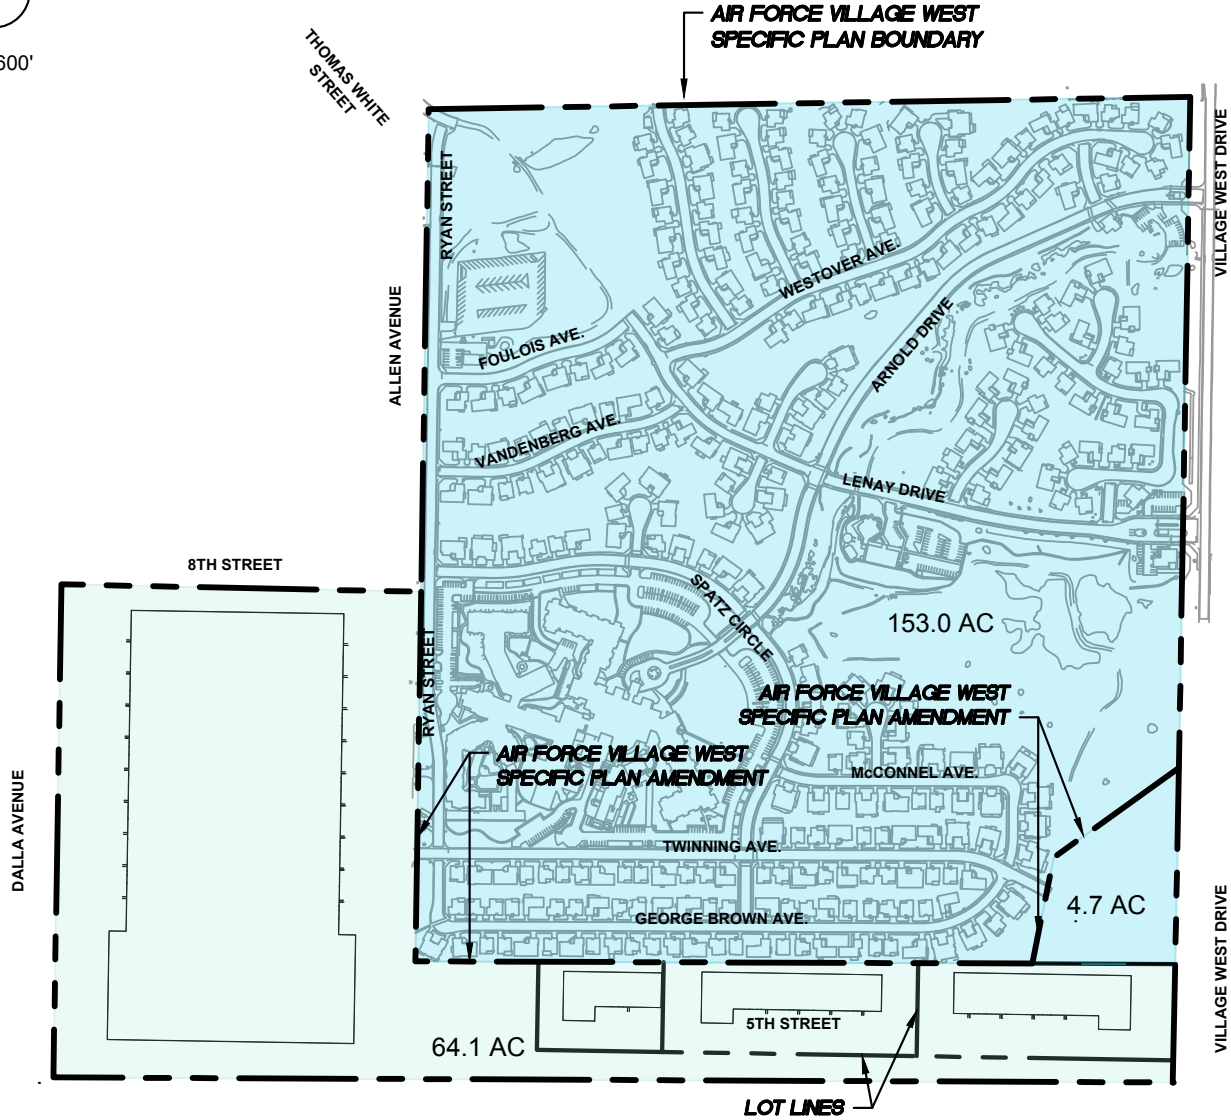 AIR FORCE VILLAGE WEST
SPECIFIC PLAN BOUNDARY
600'
THOMAS WHITE
STREET
VILLAGE WEST DRIVE
RYAN STREET
WESTOVER AVE.
ALLEN AVENUE
FOULOIS AVE.
ARNOLD DRIVE
VANDENBERG AVE.
LENAY DRIVE
8TH STREET
SPATZ CIRCLE
153.0 AC
RYAN STREET
AIR FORCE VILLAGE WEST
SPECIFIC PLAN AMENDMENT
AIR FORCE VILLAGE WEST
SPECIFIC PLAN AMENDMENT
McCONNEL AVE.
DALLA AVENUE
TWINNING AVE.
4.7 AC
GEORGE BROWN AVE.
VILLAGE WEST DRIVE
5TH STREET
64.1 AC
LOT LINES